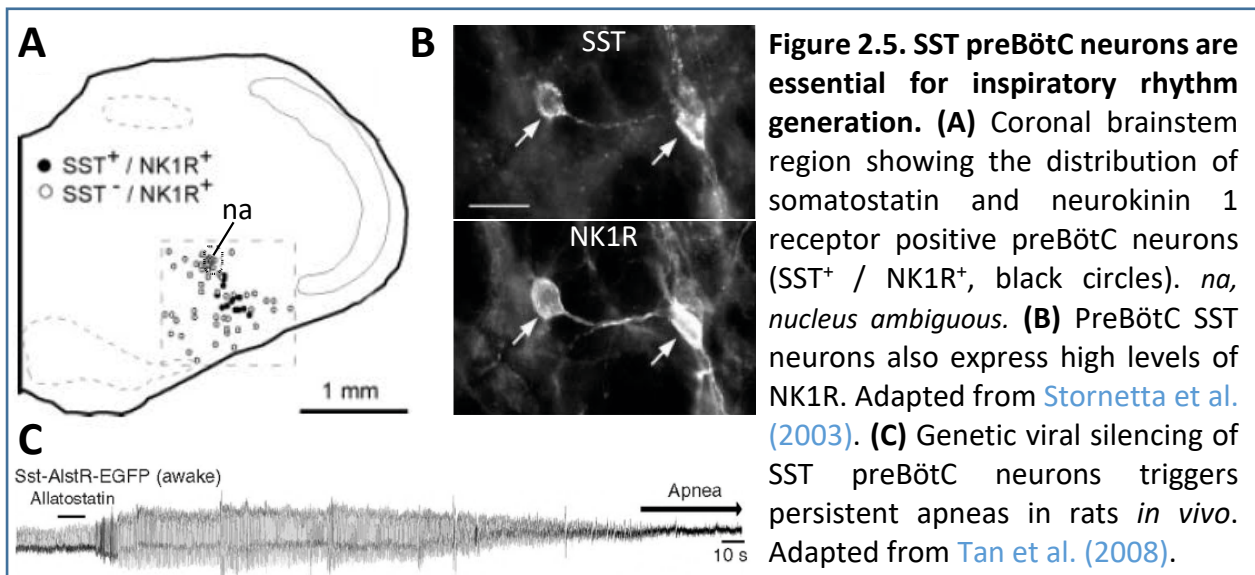 A
SST⁺ / NK1R⁺
SST⁻ / NK1R⁺
na
1 mm
B
SST
NK1R
C
Sst-AlstR-EGFP (awake)
Allatostatin
Apnea
10 s
Figure 2.5. SST preBötC neurons are
essential for inspiratory rhythm
generation. (A) Coronal brainstem
region showing the distribution of
somatostatin and neurokinin 1
receptor positive preBötC neurons
(SST⁺ / NK1R⁺, black circles). na,
nucleus ambiguous. (B) PreBötC SST
neurons also express high levels of
NK1R. Adapted from Stornetta et al.
(2003). (C) Genetic viral silencing of
SST preBötC neurons triggers
persistent apneas in rats in vivo.
Adapted from Tan et al. (2008).